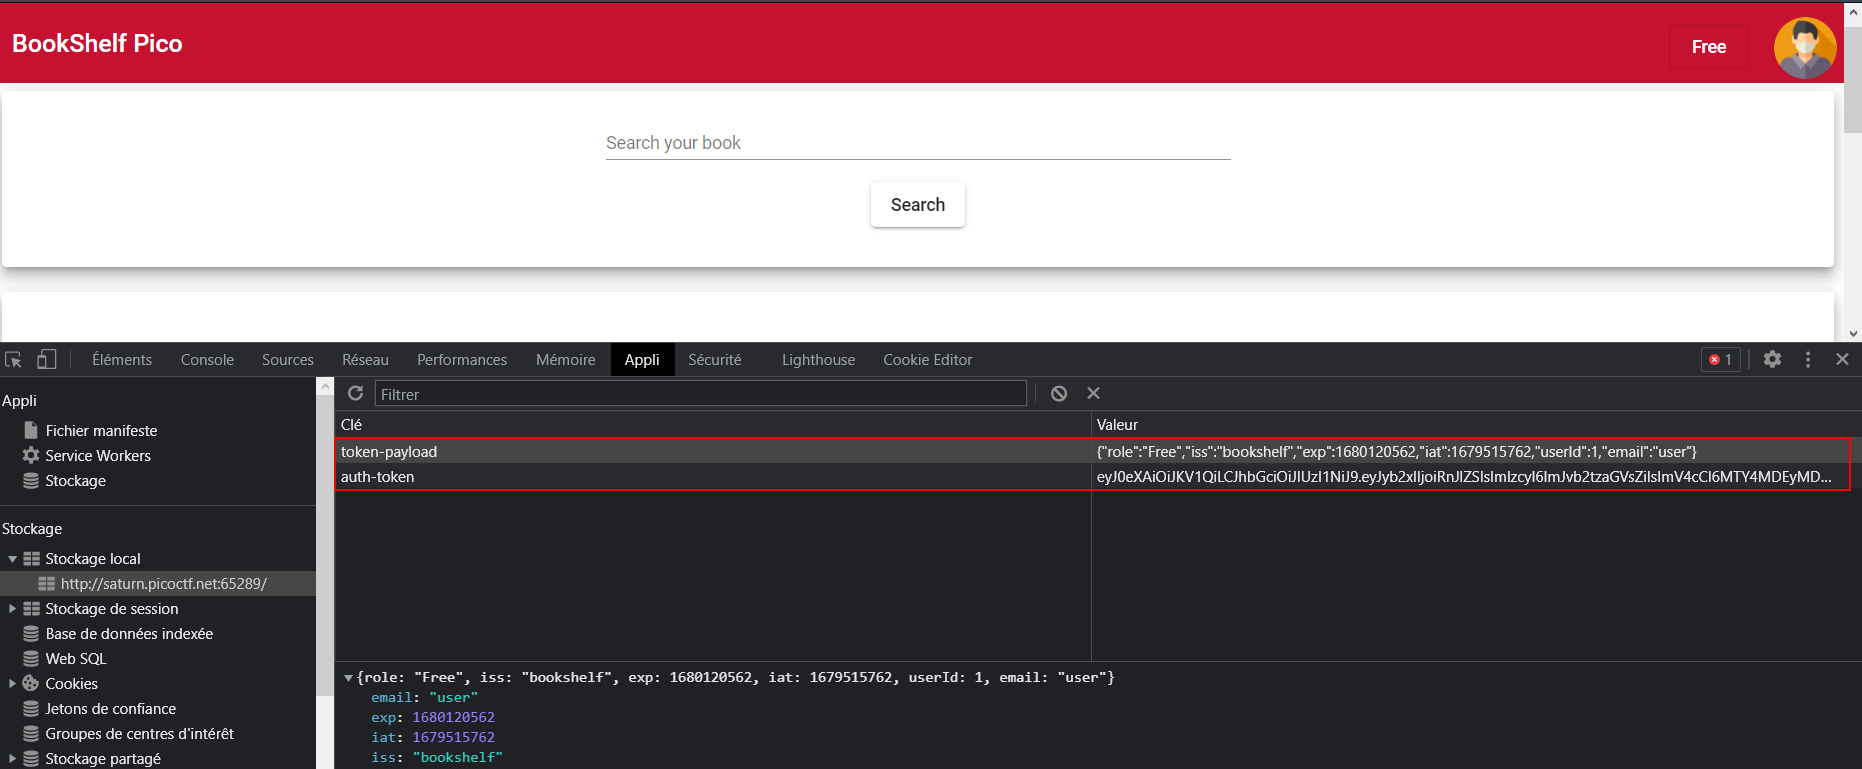 BookShelf Pico
Free
Search your book
Search
Éléments Console Sources Réseau Performances Mémoire Appli Sécurité Lighthouse Cookie Editor 1
Appli
Fichier manifeste
Service Workers
Stockage
Stockage
Stockage local
http://saturn.picoctf.net:65289/
Stockage de session
Base de données indexée
Web SQL
Cookies
Jetons de confiance
Groupes de centres d'intérêt
Stockage partagé
Filtrer
Clé Valeur
token-payload {"role":"Free","iss":"bookshelf","exp":1680120562,"iat":1679515762,"userId":1,"email":"user"}
auth-token eyJ0eXAiOiJKV1QiLCJhbGciOiJIUzI1NiJ9.eyJyb2xlIjoiRnJlZSIsImlzcyI6ImJvb2tzaGVsZiIsImV4cCI6MTY4MDEyMD...
{role: "Free", iss: "bookshelf", exp: 1680120562, iat: 1679515762, userId: 1, email: "user"}
email: "user"
exp: 1680120562
iat: 1679515762
iss: "bookshelf"